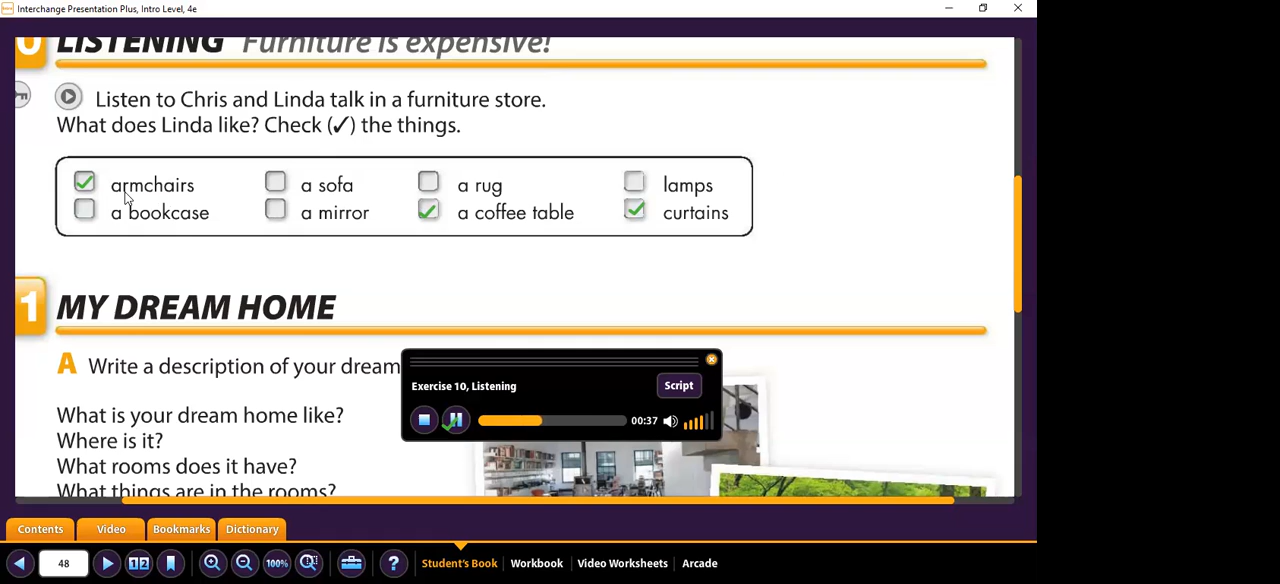 Interchange Presentation Plus, Intro Level, 4e
LISTENING Furniture is expensive!
Listen to Chris and Linda talk in a furniture store.
What does Linda like? Check (✓) the things.
armchairs a sofa a rug lamps
a bookcase a mirror a coffee table curtains
1 MY DREAM HOME
A Write a description of your dream
What is your dream home like?
Where is it?
What rooms does it have?
What things are in the rooms?
Exercise 10, Listening Script
00:37
Contents Video Bookmarks Dictionary
48 12 100% ? Student's Book Workbook Video Worksheets Arcade